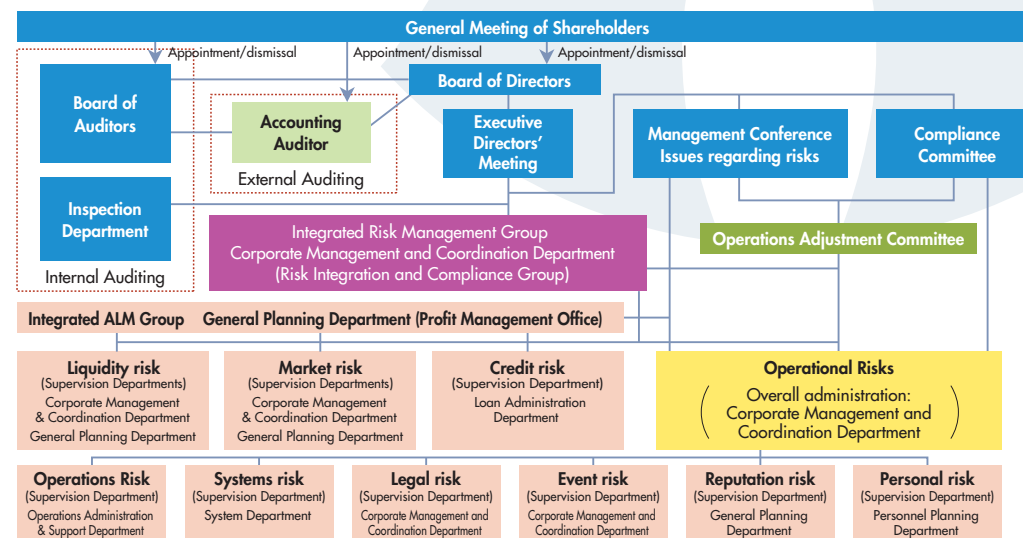 General Meeting of Shareholders
Appointment/dismissal
Appointment/dismissal
Appointment/dismissal
Board of
Auditors
Board of Directors
Accounting
Auditor
External Auditing
Executive
Directors’
Meeting
Management Conference
Issues regarding risks
Compliance
Committee
Inspection
Department
Internal Auditing
Integrated Risk Management Group
Corporate Management and Coordination Department
(Risk Integration and Compliance Group)
Operations Adjustment Committee
Integrated ALM Group General Planning Department (Profit Management Office)
Liquidity risk
(Supervision Departments)
Corporate Management
& Coordination Department
General Planning Department
Market risk
(Supervision Departments)
Corporate Management
& Coordination Department
General Planning Department
Credit risk
(Supervision Department)
Loan Administration
Department
Operational Risks
Overall administration:
Corporate Management and
Coordination Department
Operations Risk
(Supervision Department)
Operations Administration
& Support Department
Systems risk
(Supervision Department)
System Department
Legal risk
(Supervision Department)
Corporate Management and
Coordination Department
Event risk
(Supervision Department)
Corporate Management and
Coordination Department
Reputation risk
(Supervision Department)
General Planning
Department
Personal risk
(Supervision Department)
Personnel Planning
Department